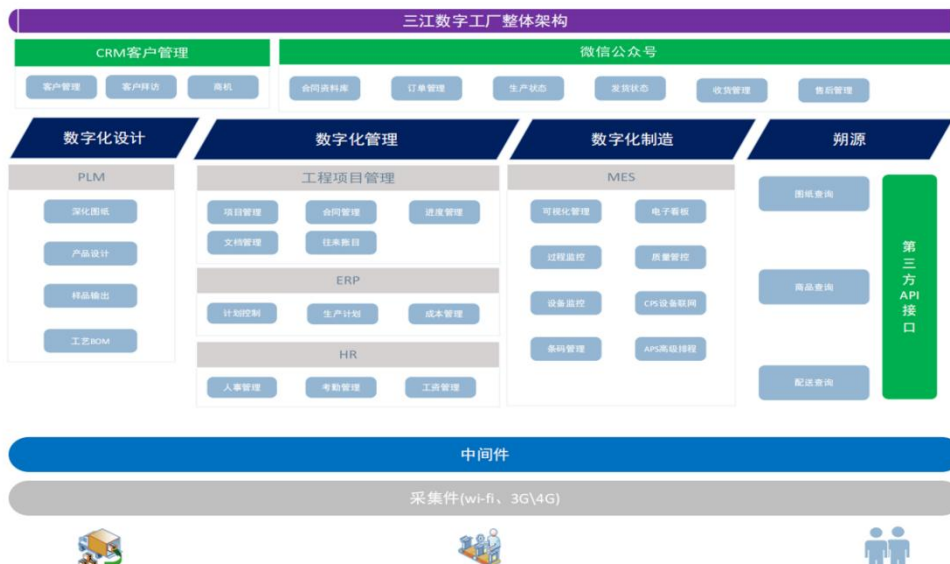 三江数字工厂整体架构
CRM客户管理
微信公众号
客户管理
客户拜访
商机
合同资料库
订单管理
生产状态
发货状态
收货管理
售后管理
数字化设计
数字化管理
数字化制造
朔源
PLM
深化图纸
产品设计
样品输出
工艺BOM
工程项目管理
项目管理
合同管理
进度管理
文档管理
往来账目
ERP
计划控制
生产计划
成本管理
HR
人事管理
考勤管理
工资管理
MES
可视化管理
电子看板
过程监控
质量管控
设备监控
CPS设备联网
条码管理
APS高级排程
图纸查询
商品查询
配送查询
第三方API接口
中间件
采集件(wi-fi、3G\4G)